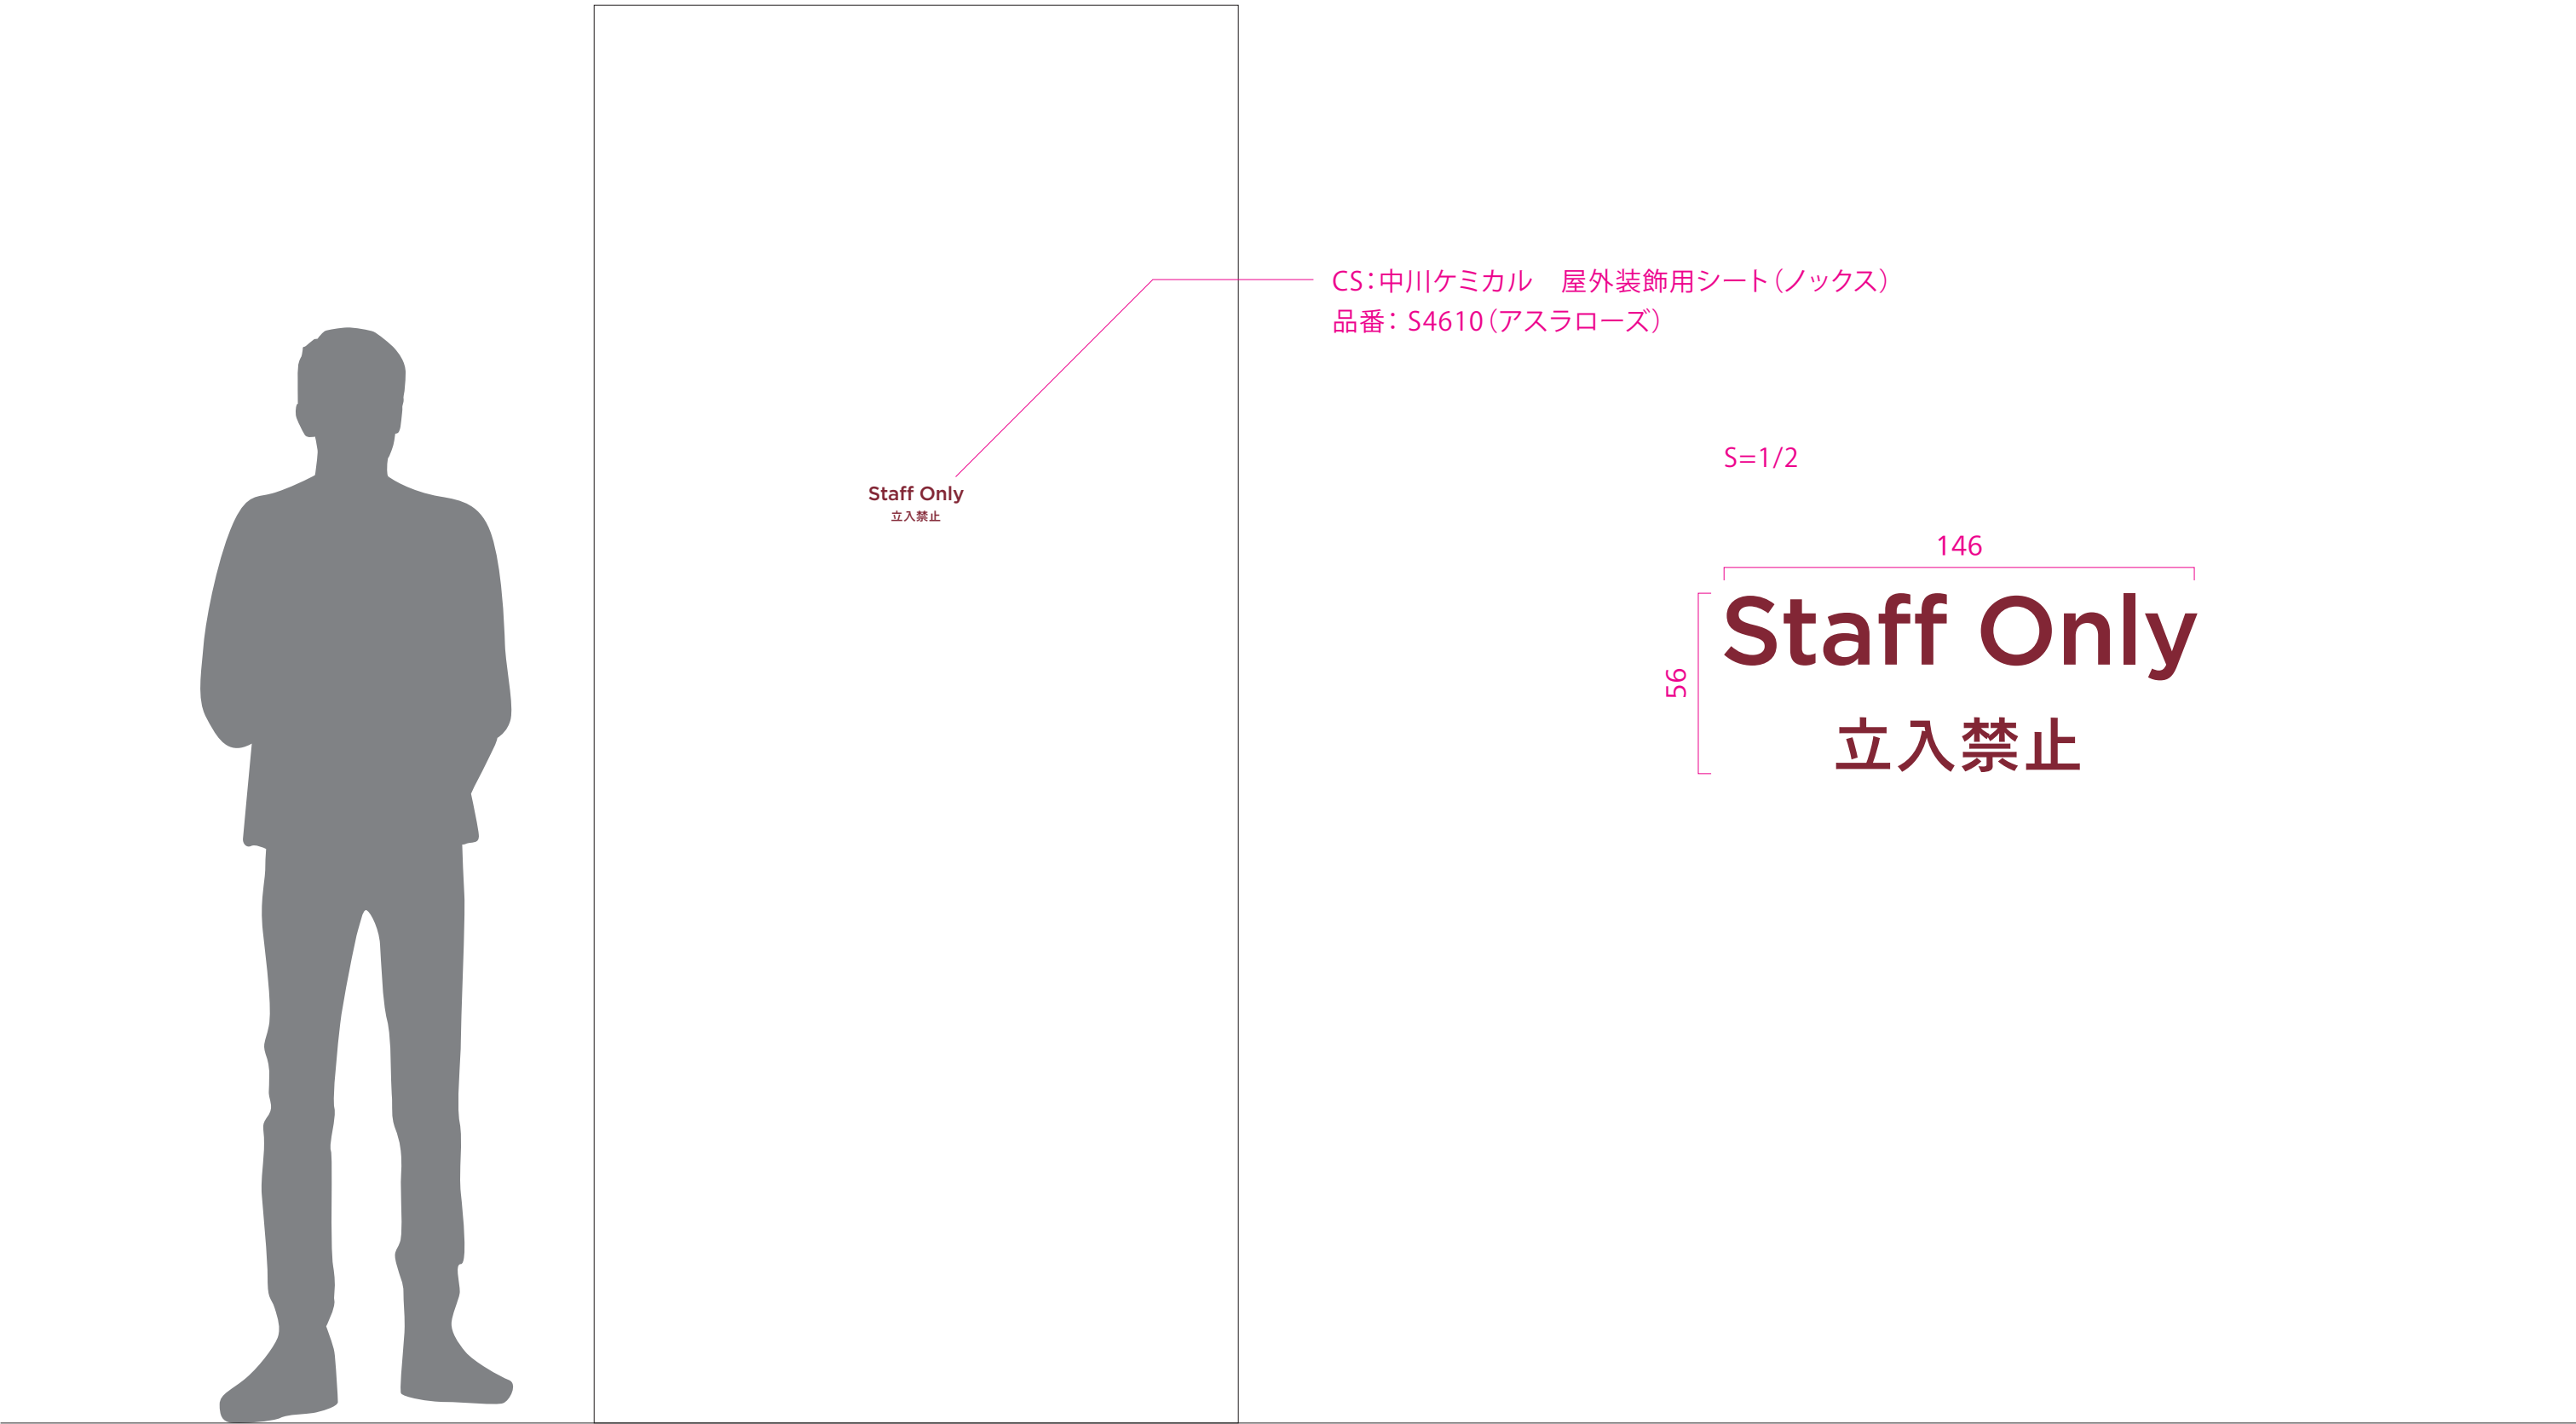 CS：中川ケミカル　屋外装飾用シート（ノックス）
品番： S4610（アスラローズ）
Staff Only
立入禁止
S=1/2
146
56
Staff Only
立入禁止